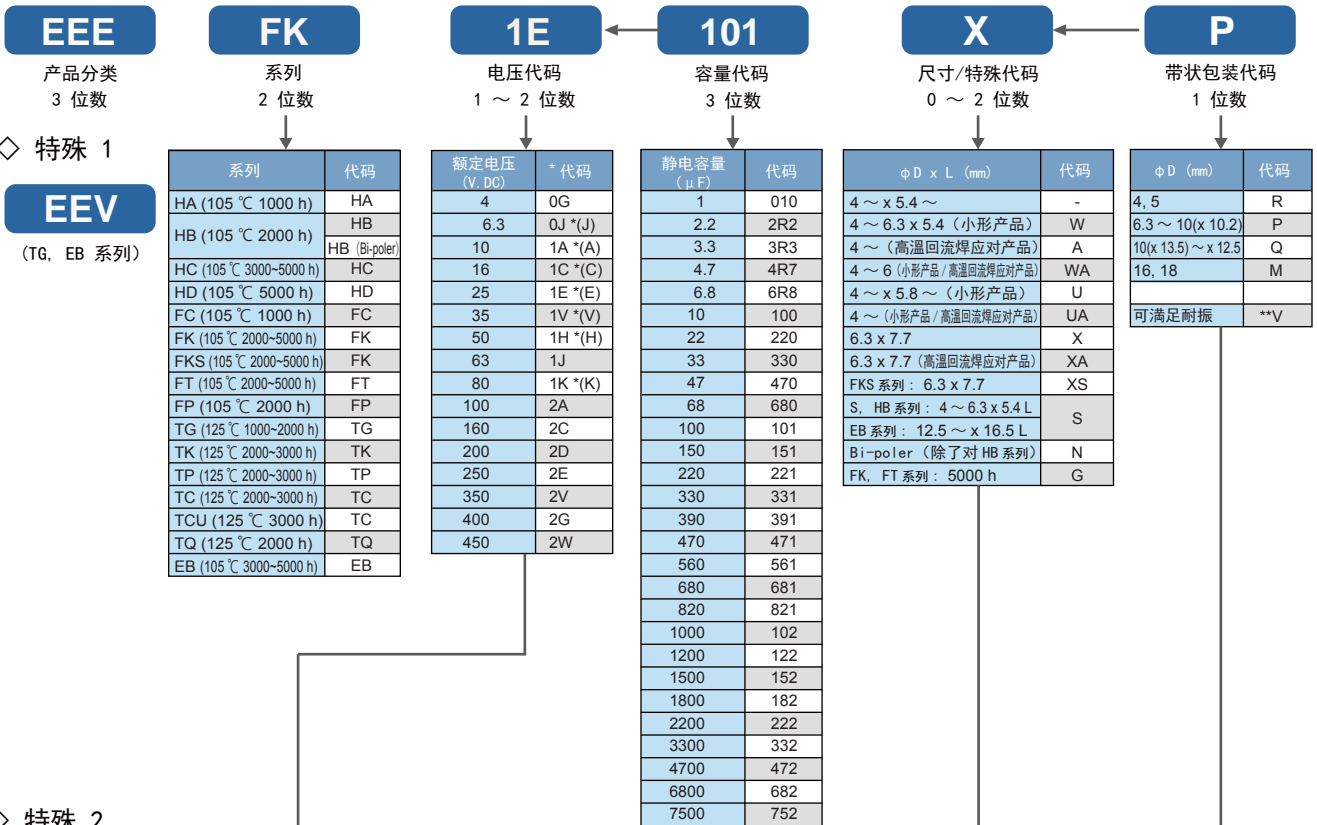 EEE FK 1E 101 X P
产品分类 系列 电压代码 容量代码 尺寸/特殊代码 带状包装代码
3 位数 2 位数 1 ～ 2 位数 3 位数 0 ～ 2 位数 1 位数
◇ 特殊 1
EEV
(TG, EB 系列)
系列 代码
HA (105 ℃ 1000 h) HA
HB (105 ℃ 2000 h) HB
HB (Bi-poler)
HC (105 ℃ 3000~5000 h) HC
HD (105 ℃ 5000 h) HD
FC (105 ℃ 1000 h) FC
FK (105 ℃ 2000~5000 h) FK
FKS (105 ℃ 2000~5000 h) FK
FT (105 ℃ 2000~5000 h) FT
FP (105 ℃ 2000 h) FP
TG (125 ℃ 1000~2000 h) TG
TK (125 ℃ 2000~3000 h) TK
TP (125 ℃ 2000~3000 h) TP
TC (125 ℃ 2000~3000 h) TC
TCU (125 ℃ 3000 h) TC
TQ (125 ℃ 2000 h) TQ
EB (105 ℃ 3000~5000 h) EB
额定电压 (V.DC) *代码
4 0G
6.3 0J *(J)
10 1A *(A)
16 1C *(C)
25 1E *(E)
35 1V *(V)
50 1H *(H)
63 1J
80 1K *(K)
100 2A
160 2C
200 2D
250 2E
350 2V
400 2G
450 2W
静电容量 (μF) 代码
1 010
2.2 2R2
3.3 3R3
4.7 4R7
6.8 6R8
10 100
22 220
33 330
47 470
68 680
100 101
150 151
220 221
330 331
390 391
470 471
560 561
680 681
820 821
1000 102
1200 122
1500 152
1800 182
2200 222
3300 332
4700 472
6800 682
7500 752
φD x L (mm) 代码
4 ～ x 5.4 ～ -
4 ～ 6.3 x 5.4 (小形产品) W
4 ～ (高溫回流焊应对产品) A
4 ～ 6 (小形产品 / 高溫回流焊应对产品) WA
4 ～ x 5.8 ～ (小形产品) U
4 ～ (小形产品 / 高溫回流焊应对产品) UA
6.3 x 7.7 X
6.3 x 7.7 (高溫回流焊应对产品) XA
FKS 系列 : 6.3 x 7.7 XS
S, HB 系列 : 4 ～ 6.3 x 5.4 L S
EB 系列 : 12.5 ～ x 16.5 L
Bi-poler (除了对 HB 系列) N
FK, FT 系列 : 5000 h G
φD (mm) 代码
4, 5 R
6.3 ～ 10(x 10.2) P
10(x 13.5) ～ x 12.5 Q
16, 18 M
可满足耐振 **V
◇ 特殊 2